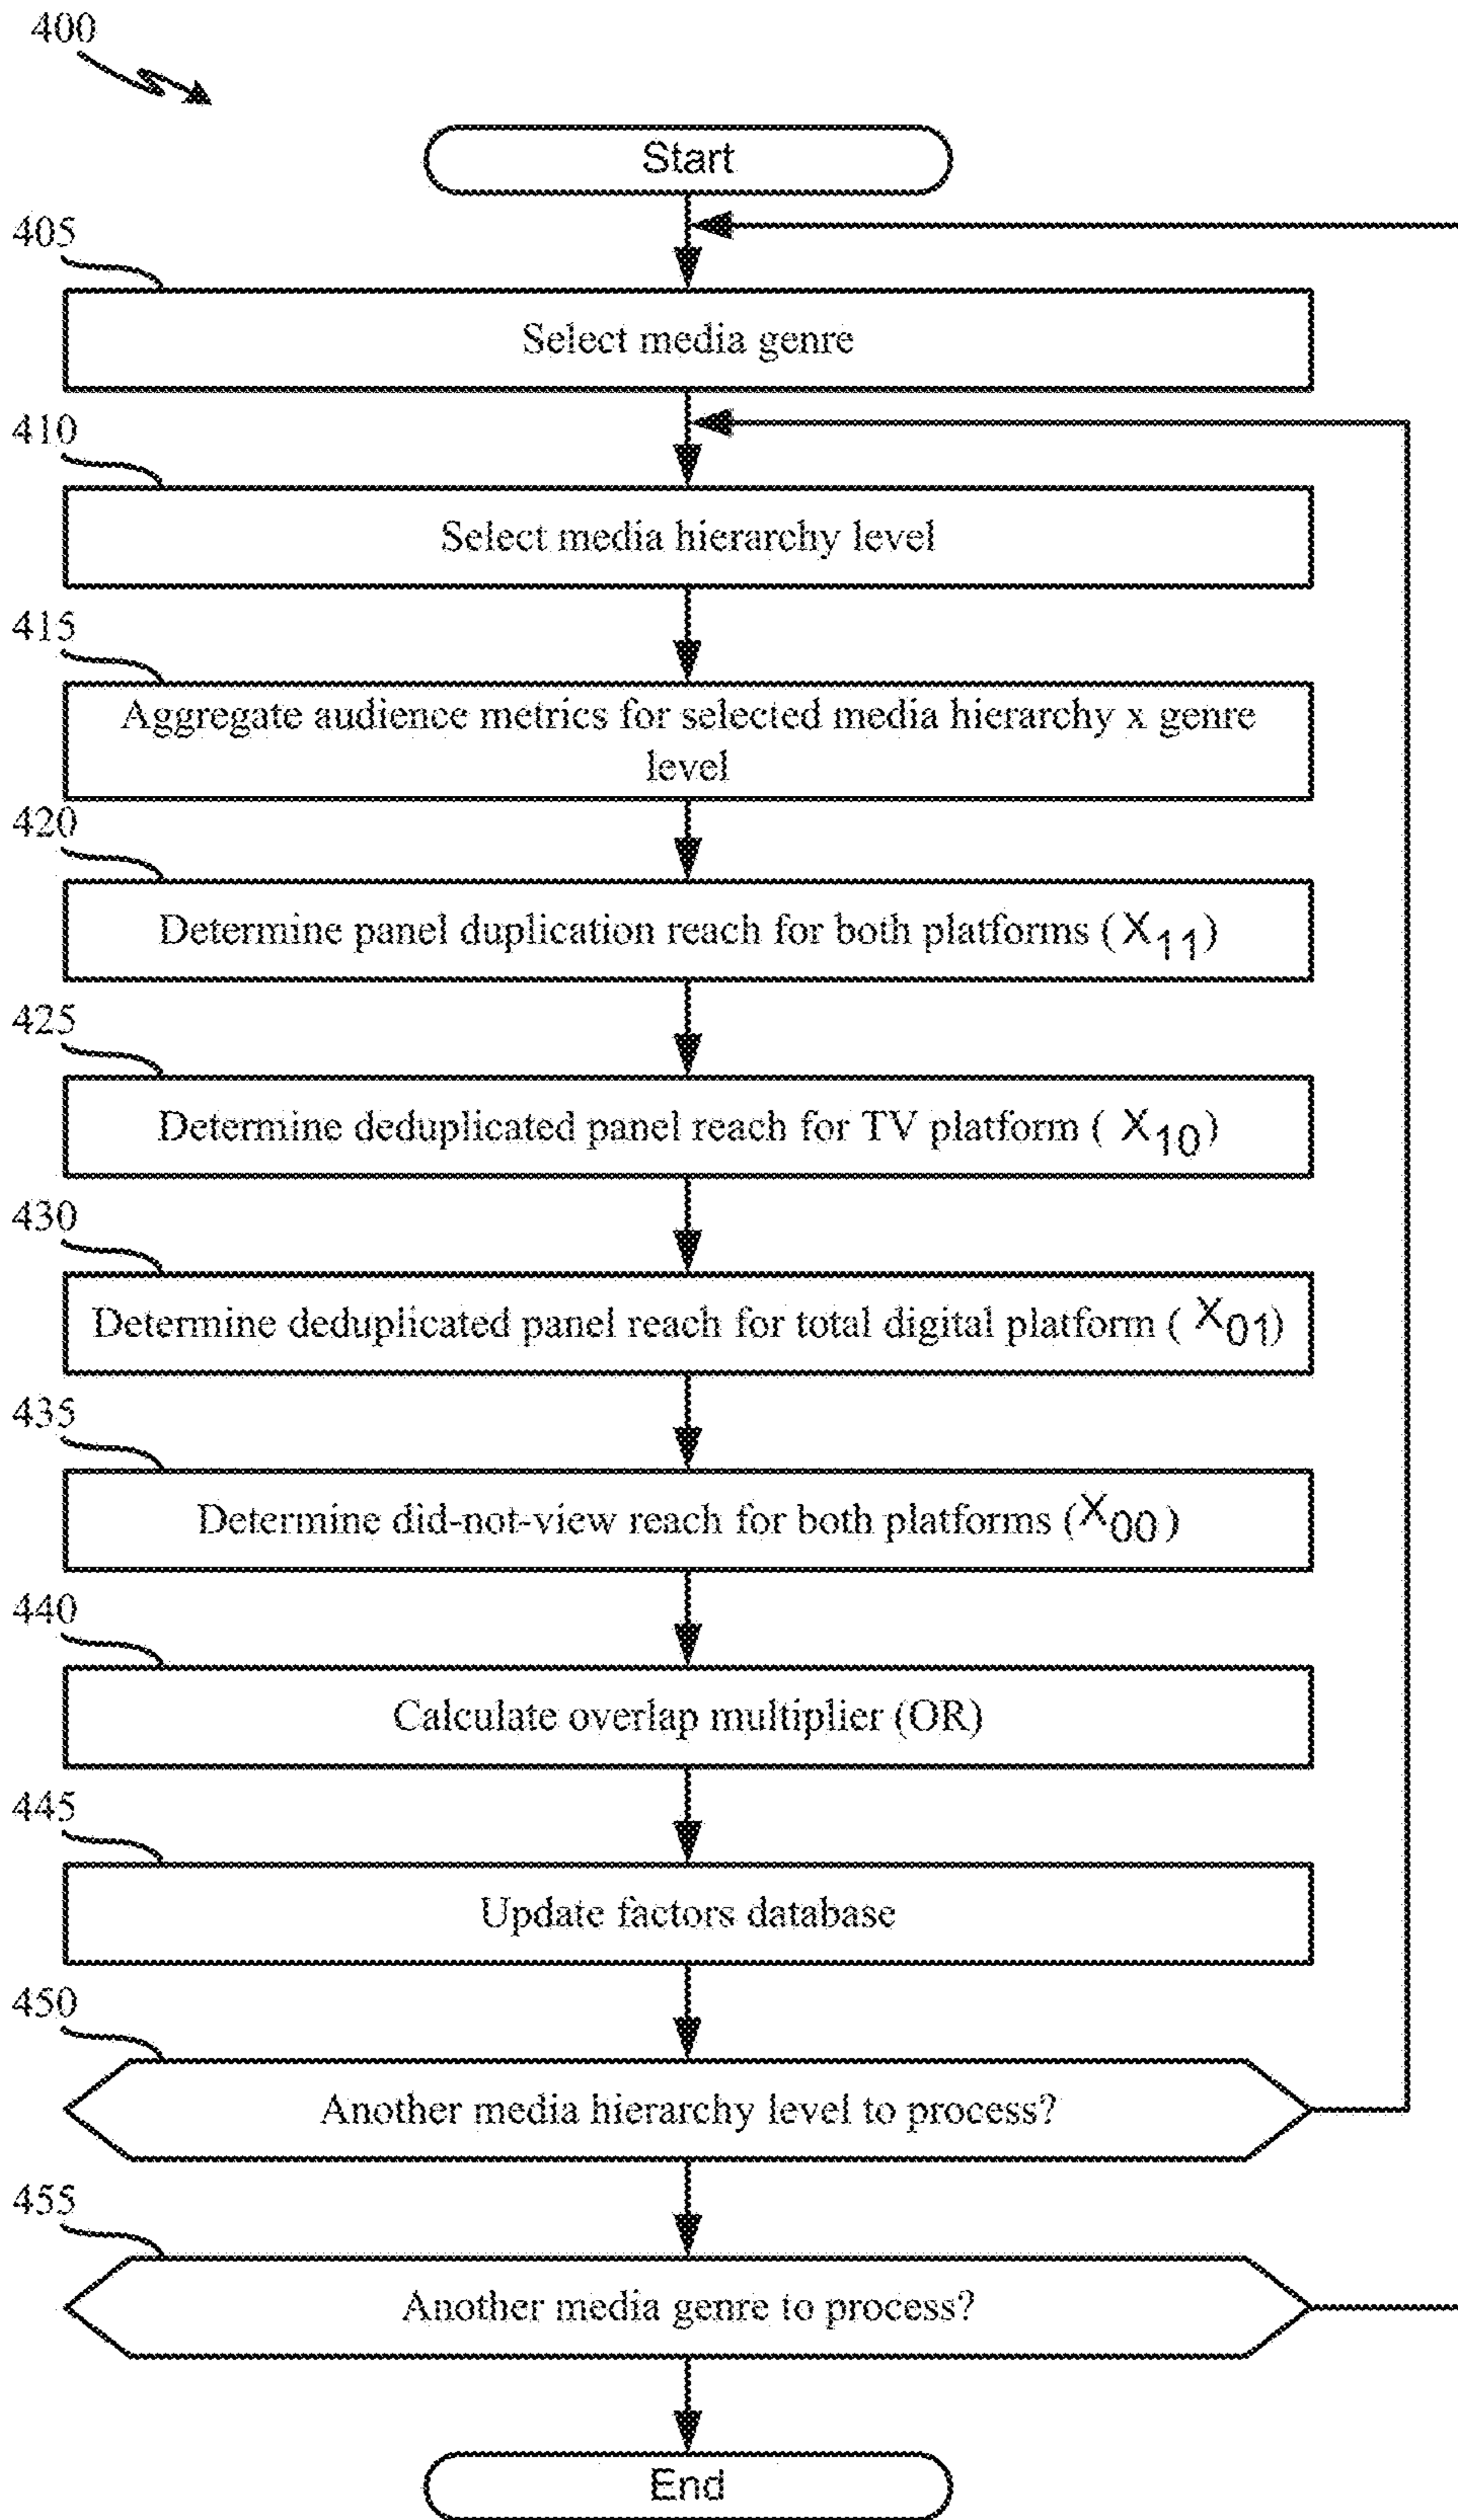 400
Start
405
Select media genre
410
Select media hierarchy level
415
Aggregate audience metrics for selected media hierarchy x genre
level
420
Determine panel duplication reach for both platforms (X11)
425
Determine deduplicated panel reach for TV platform ( X10)
430
Determine deduplicated panel reach for total digital platform ( X01)
435
Determine did-not-view reach for both platforms (X00)
440
Calculate overlap multiplier (OR)
445
Update factors database
450
Another media hierarchy level to process?
455
Another media genre to process?
End